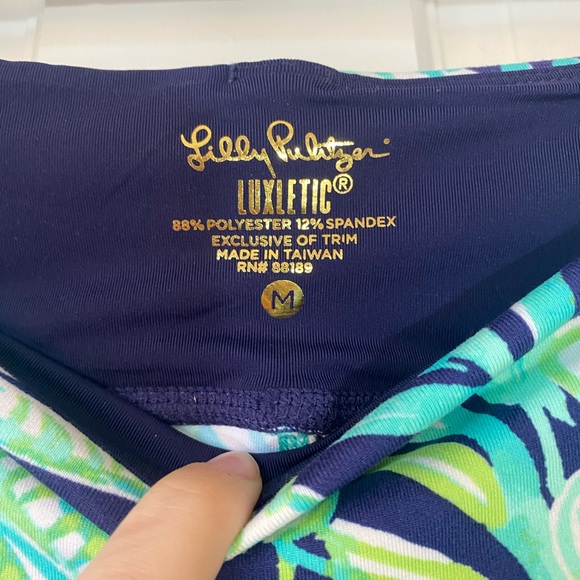 Lilly Pulitzer
LUXLETIC®
88% POLYESTER 12% SPANDEX
EXCLUSIVE OF TRIM
MADE IN TAIWAN
RN# 88189
M